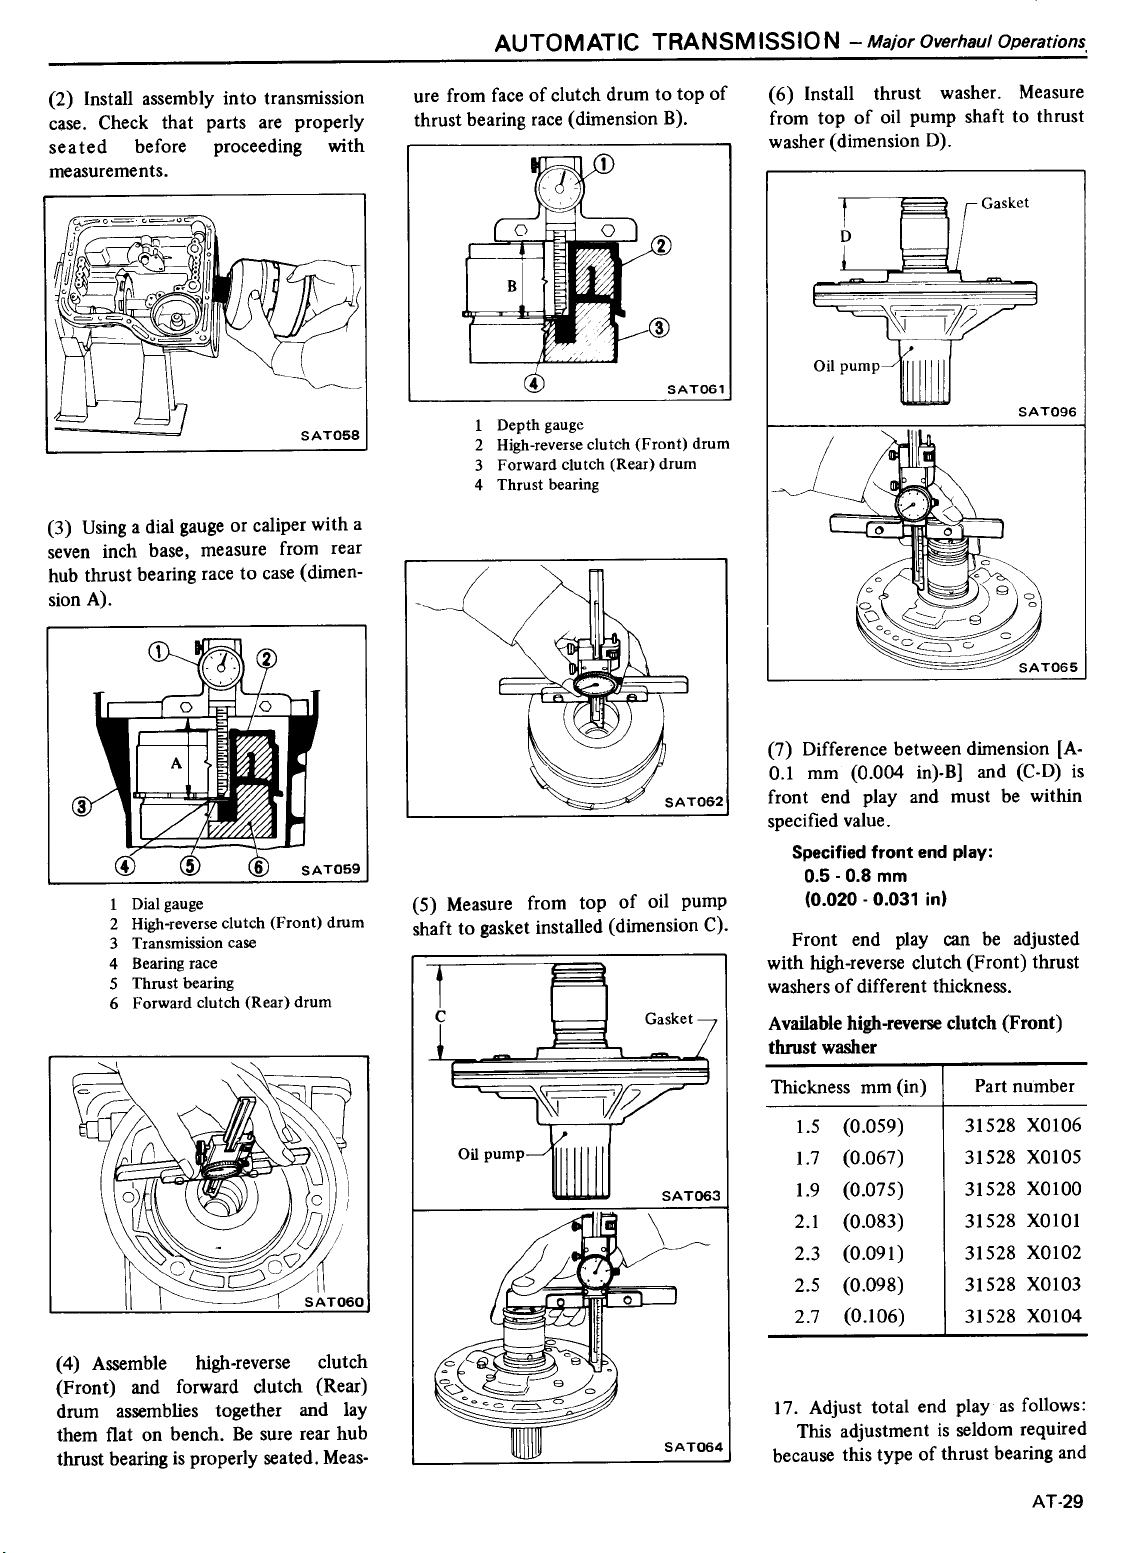 AUTOMATIC TRANSMISSION — Major Overhaul Operations
(2) Install assembly into transmission
case. Check that parts are properly
seated before proceeding with
measurements.
SAT058
(3) Using a dial gauge or caliper with a
seven inch base, measure from rear
hub thrust bearing race to case (dimen-
sion A).
1
2
A
3
4
5
6
SAT059
1 Dial gauge
2 High-reverse clutch (Front) drum
3 Transmission case
4 Bearing race
5 Thrust bearing
6 Forward clutch (Rear) drum
SAT060
(4) Assemble high-reverse clutch
(Front) and forward clutch (Rear)
drum assemblies together and lay
them flat on bench. Be sure rear hub
thrust bearing is properly seated. Meas-
ure from face of clutch drum to top of
thrust bearing race (dimension B).
1
2
B
3
4
SAT061
1 Depth gauge
2 High-reverse clutch (Front) drum
3 Forward clutch (Rear) drum
4 Thrust bearing
SAT062
(5) Measure from top of oil pump
shaft to gasket installed (dimension C).
C
Gasket
Oil pump
SAT063
SAT064
(6) Install thrust washer. Measure
from top of oil pump shaft to thrust
washer (dimension D).
Gasket
D
Oil pump
SAT096
SAT065
(7) Difference between dimension [A-
0.1 mm (0.004 in)-B] and (C-D) is
front end play and must be within
specified value.
Specified front end play:
0.5 - 0.8 mm
(0.020 - 0.031 in)
Front end play can be adjusted
with high-reverse clutch (Front) thrust
washers of different thickness.
Available high-reverse clutch (Front)
thrust washer
Thickness mm (in) Part number
1.5 (0.059) 31528 X0106
1.7 (0.067) 31528 X0105
1.9 (0.075) 31528 X0100
2.1 (0.083) 31528 X0101
2.3 (0.091) 31528 X0102
2.5 (0.098) 31528 X0103
2.7 (0.106) 31528 X0104
17. Adjust total end play as follows:
This adjustment is seldom required
because this type of thrust bearing and
AT-29